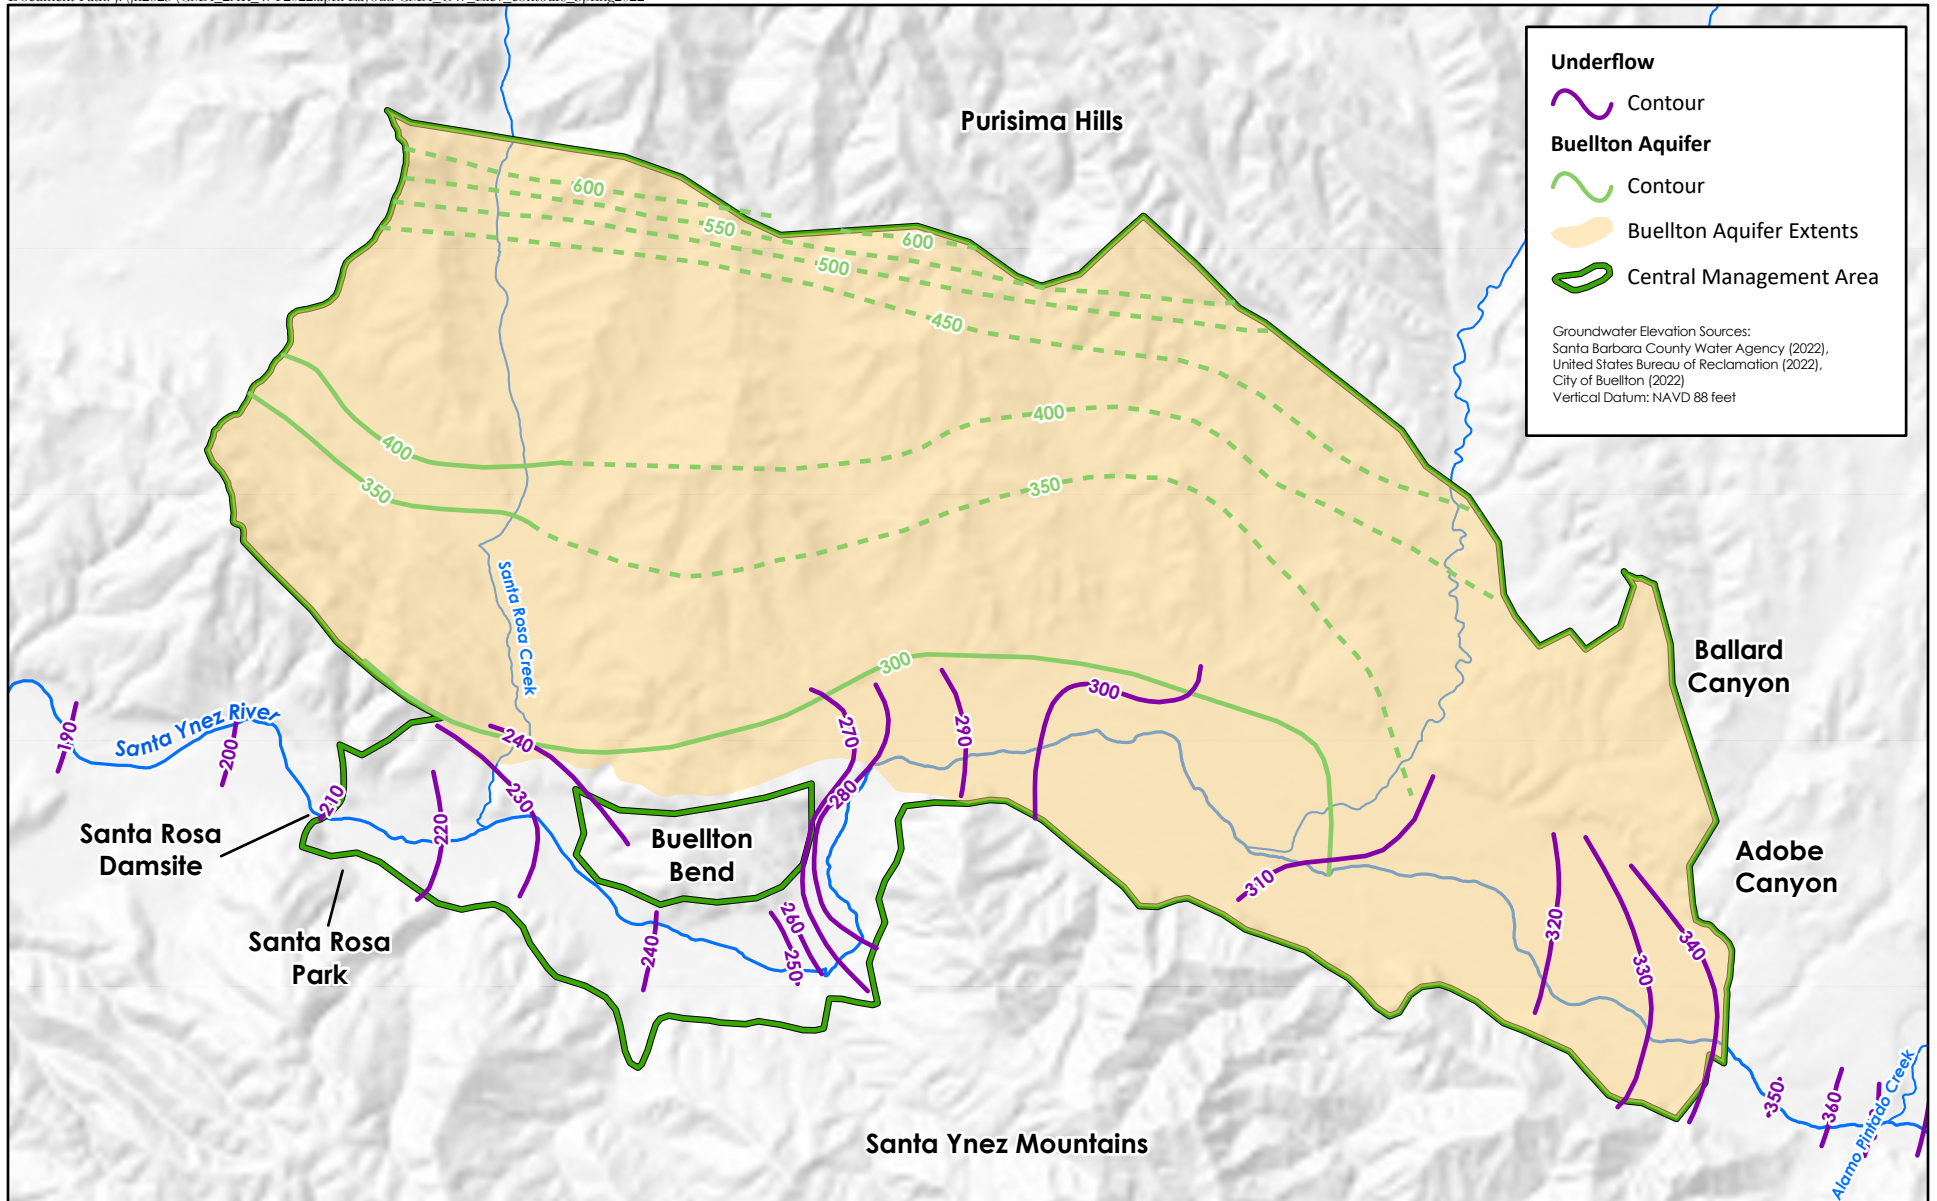 Purisima Hills
Underflow
Contour
Buellton Aquifer
Contour
Buellton Aquifer Extents
Central Management Area
Groundwater Elevation Sources:
Santa Barbara County Water Agency (2022),
United States Bureau of Reclamation (2022),
City of Buellton (2022)
Vertical Datum: NAVD 88 feet
600
550
600
500
450
400
400
350
350
Santa Rosa Creek
300
300
Ballard
Canyon
Santa Ynez River
190
200
210
220
230
240
270
280
290
Santa Rosa
Damsite
Buellton
Bend
Adobe
Canyon
310
320
330
340
Santa Rosa
Park
240
260
250
350
360
Alamo Pintado Creek
Santa Ynez Mountains